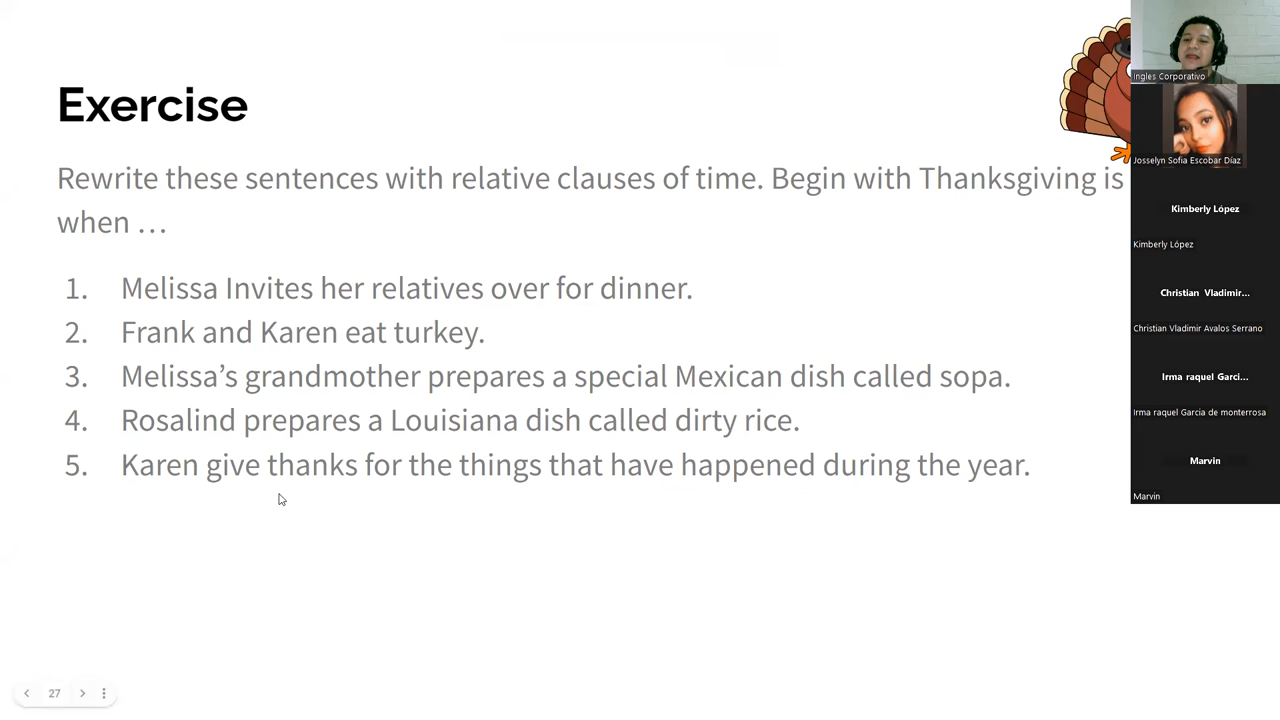 Exercise
Rewrite these sentences with relative clauses of time. Begin with Thanksgiving is
when …
1. Melissa Invites her relatives over for dinner.
2. Frank and Karen eat turkey.
3. Melissa’s grandmother prepares a special Mexican dish called sopa.
4. Rosalind prepares a Louisiana dish called dirty rice.
5. Karen give thanks for the things that have happened during the year.
27
Ingles Corporativo
Josselyn Sofia Escobar Díaz
Kimberly López
Kimberly López
Christian Vladimir...
Christian Vladimir Avalos Serrano
Irma raquel Garci...
Irma raquel Garcia de monterrosa
Marvin
Marvin